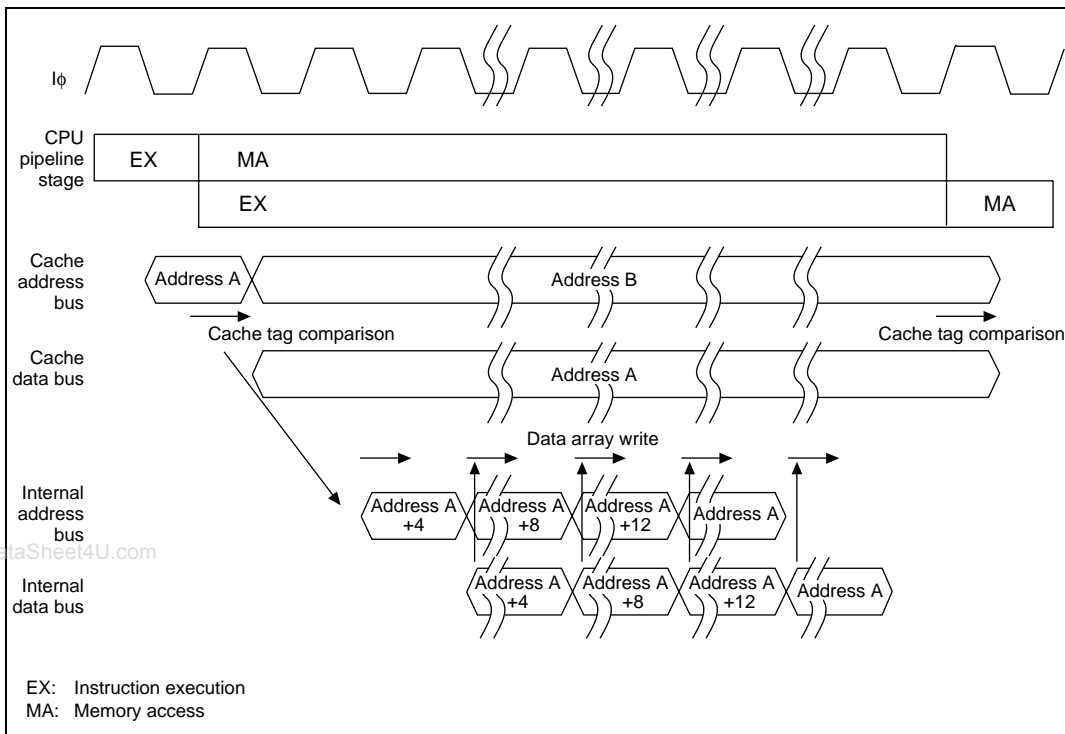 Iφ
CPU
pipeline
stage
EX
MA
EX
MA
Cache
address
bus
Address A
Address B
Cache tag comparison
Cache tag comparison
Cache
data bus
Address A
Data array write
Internal
address
bus
Address A
+4
Address A
+8
Address A
+12
Address A
ataSheet4U.com
Internal
data bus
Address A
+4
Address A
+8
Address A
+12
Address A
EX: Instruction execution
MA: Memory access